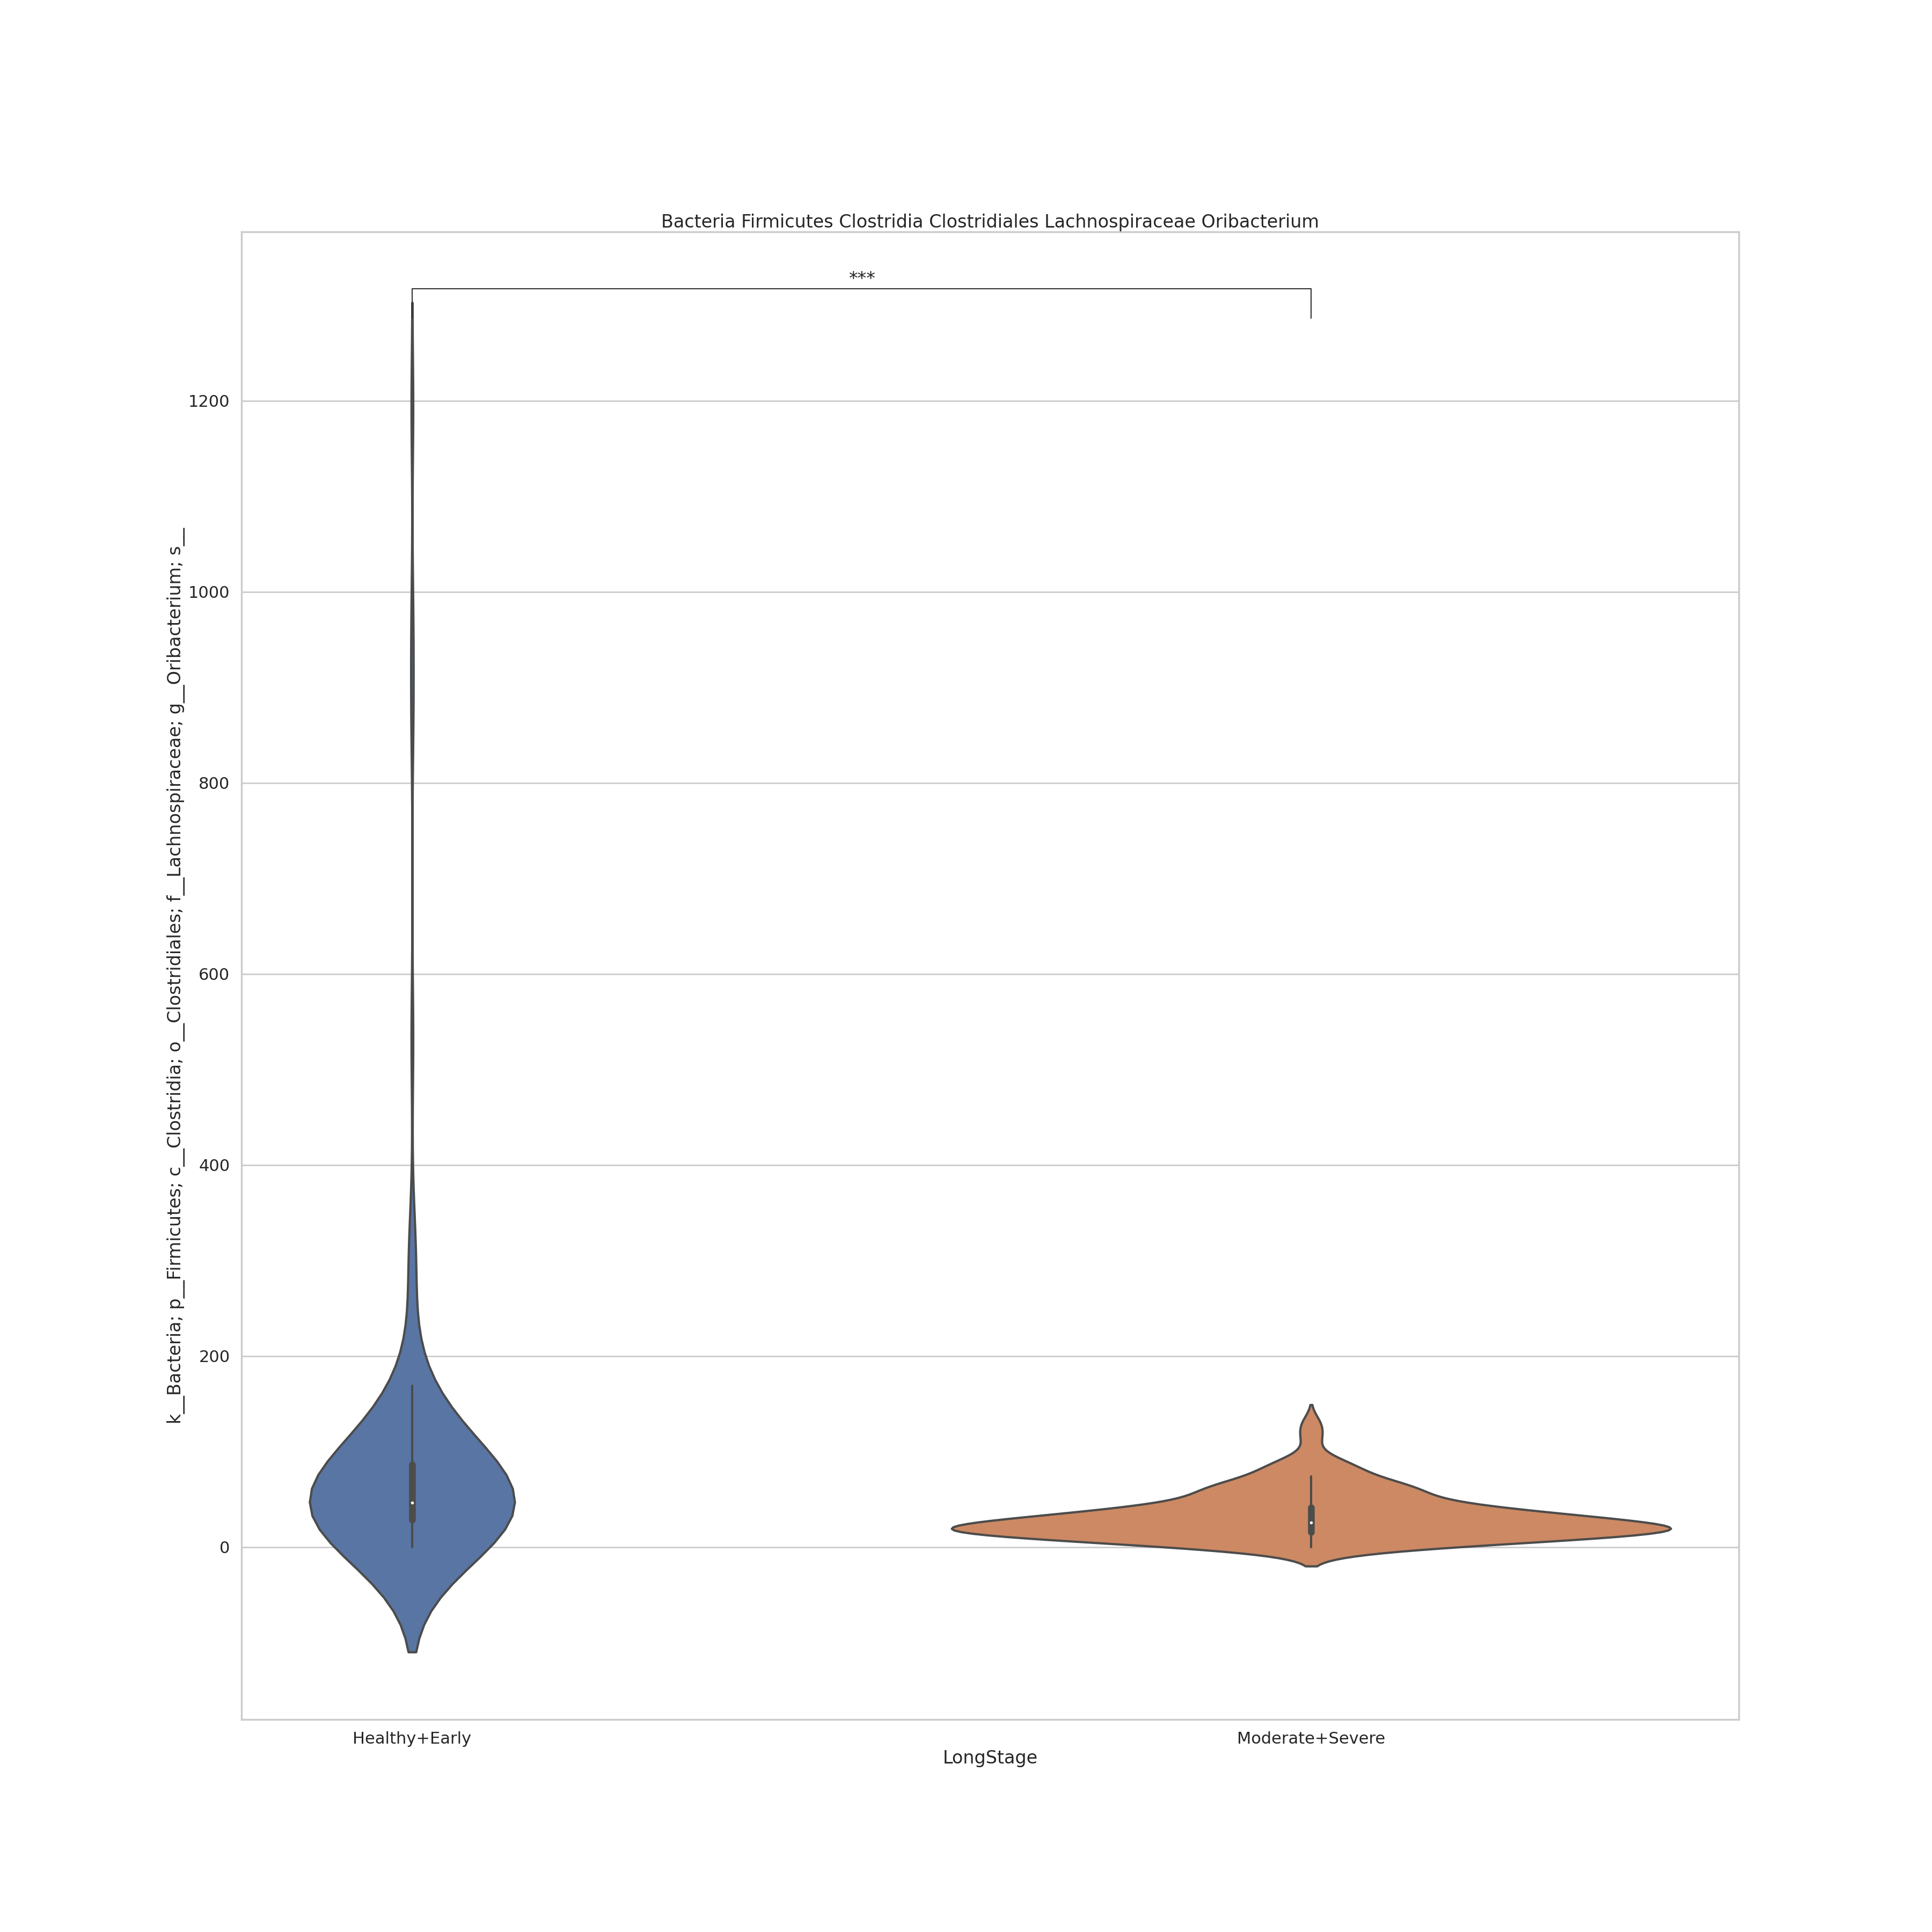 Bacteria Firmicutes Clostridia Clostridiales Lachnospiraceae Oribacterium
***
k__Bacteria; p__Firmicutes; c__Clostridia; o__Clostridiales; f__Lachnospiraceae; g__Oribacterium; s__
1200
1000
800
600
400
200
0
Healthy+Early
Moderate+Severe
LongStage